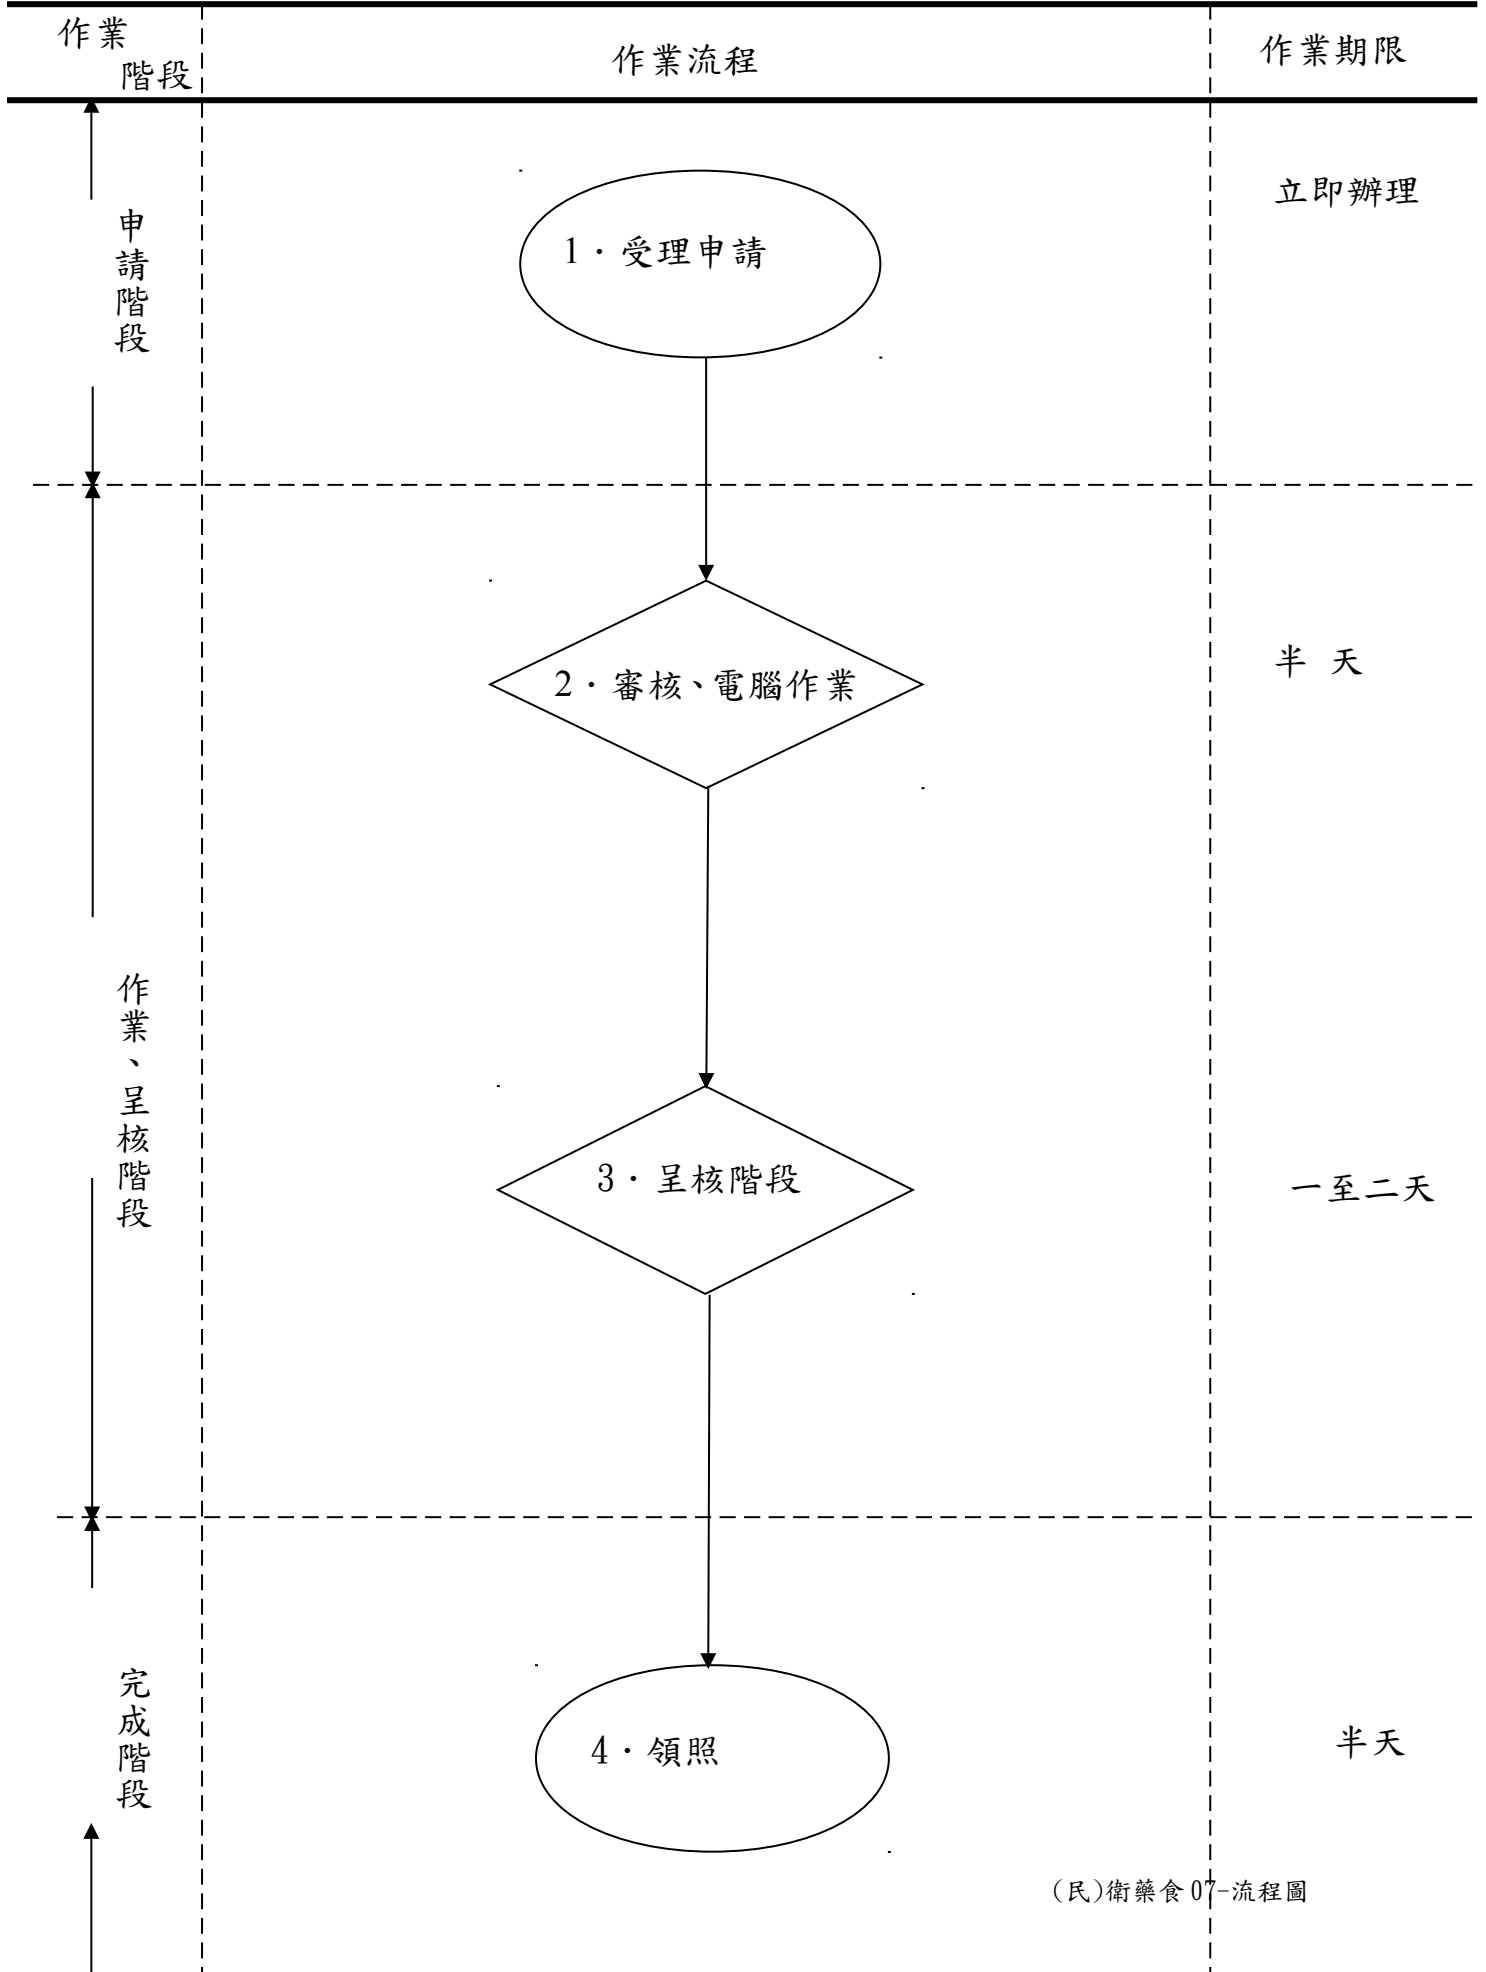 作業
階段
作業流程
作業期限
申請階段
1．受理申請
立即辦理
作業、呈核階段
2．審核、電腦作業
半 天
3．呈核階段
一至二天
完成階段
4．領照
半天
(民)衛藥食 07-流程圖